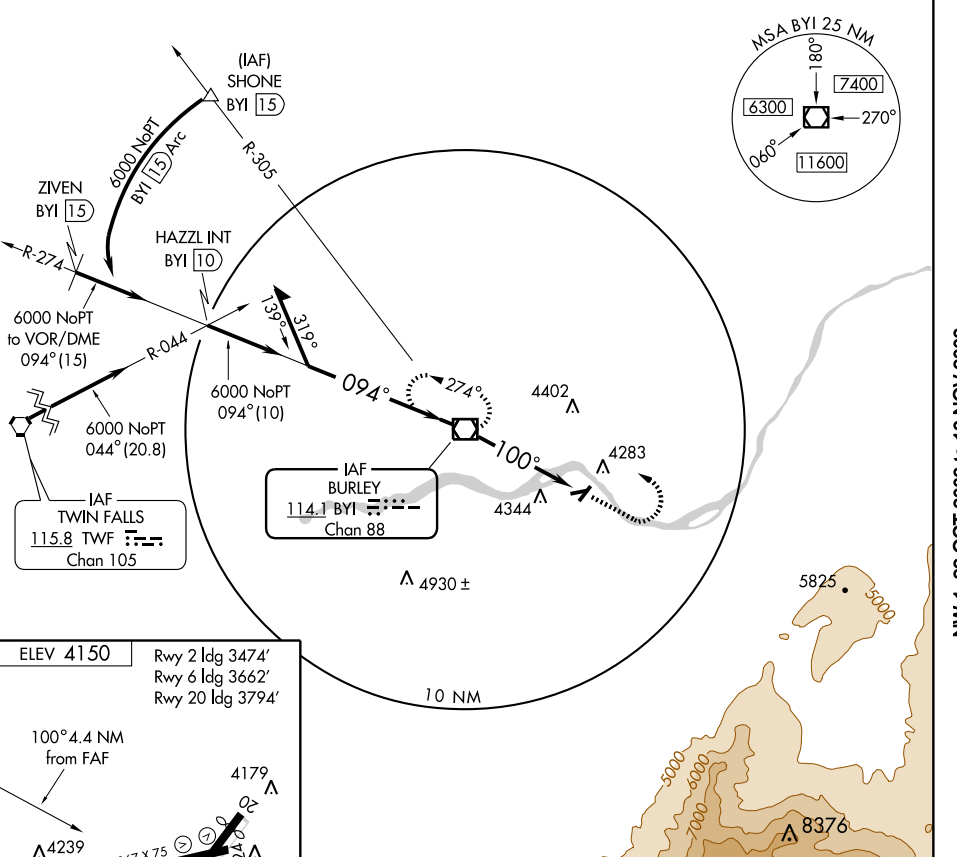 MSA BYI 25 NM
180°
7400
6300
270°
060°
11600
(IAF)
SHONE
BYI 15
6000 NoPT
BYI 15 Arc
R-305
ZIVEN
BYI 15
HAZZL INT
BYI 10
R-274
139°
319°
6000 NoPT
to VOR/DME
094° (15)
R-044
6000 NoPT
094° (10)
094°
274°
4402
6000 NoPT
044° (20.8)
100°
4283
4344
IAF
BURLEY
114.1 BYI
Chan 88
IAF
TWIN FALLS
115.8 TWF
Chan 105
4930 ±
5825
5000
10 NM
ELEV 4150
Rwy 2 ldg 3474'
Rwy 6 ldg 3662'
Rwy 20 ldg 3794'
100° 4.4 NM
from FAF
4179
20
4239
X 75
V
V
5000
6000
7000
8376